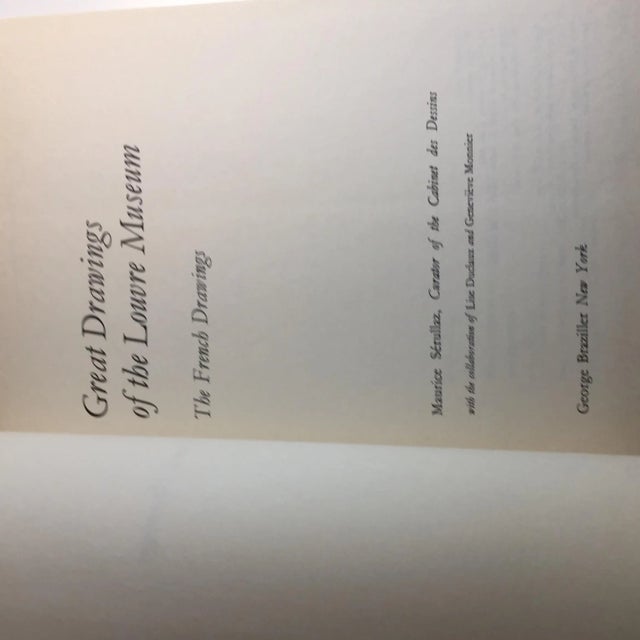 Great Drawings
of the Louvre Museum
The French Drawings
Maurice Sérullaz, Curator of the Cabinet des Dessins
with the collaboration of Lise Duclaux and Geneviève Monnier
George Braziller New York